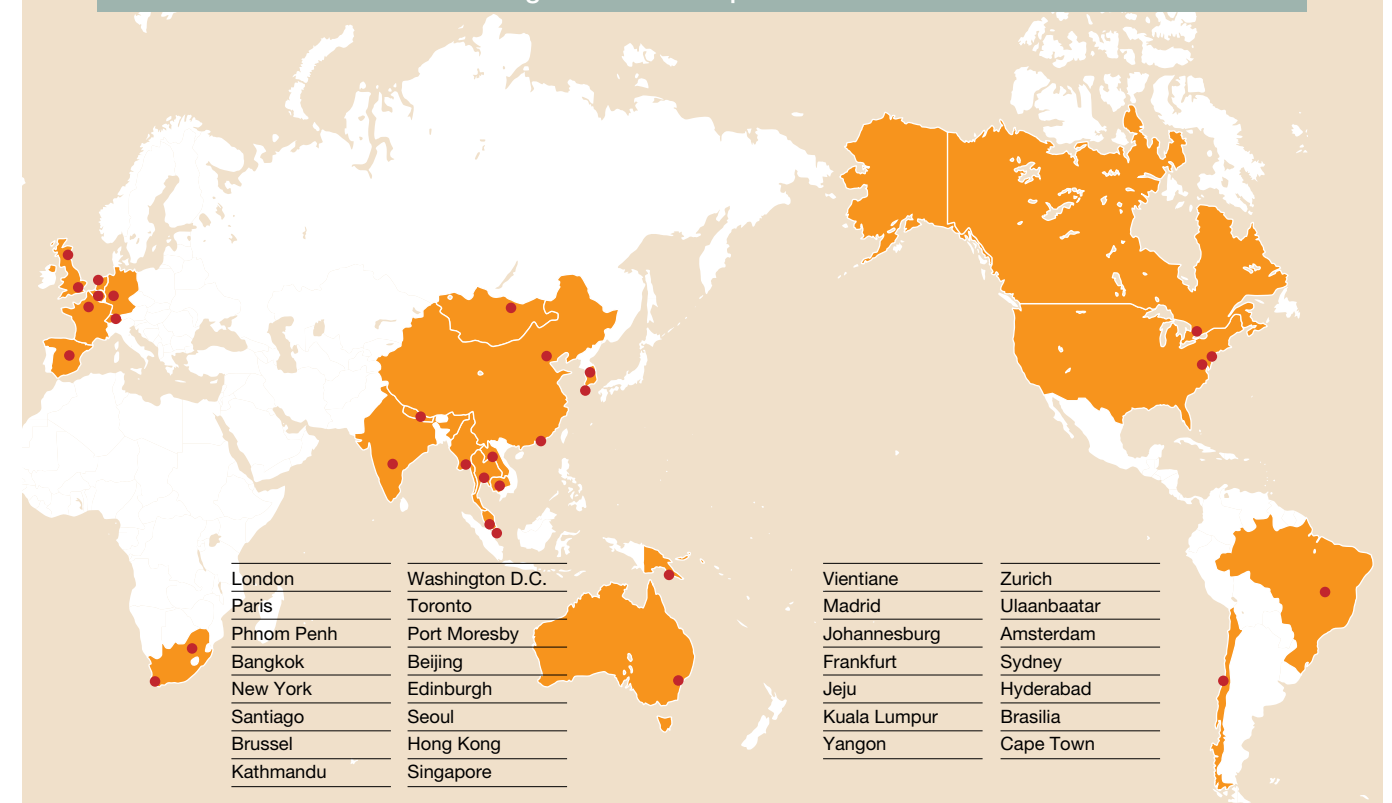 London
Paris
Phnom Penh
Bangkok
New York
Santiago
Brussel
Kathmandu
Washington D.C.
Toronto
Port Moresby
Beijing
Edinburgh
Seoul
Hong Kong
Singapore
Vientiane
Madrid
Johannesburg
Frankfurt
Jeju
Kuala Lumpur
Yangon
Zurich
Ulaanbaatar
Amsterdam
Sydney
Hyderabad
Brasilia
Cape Town